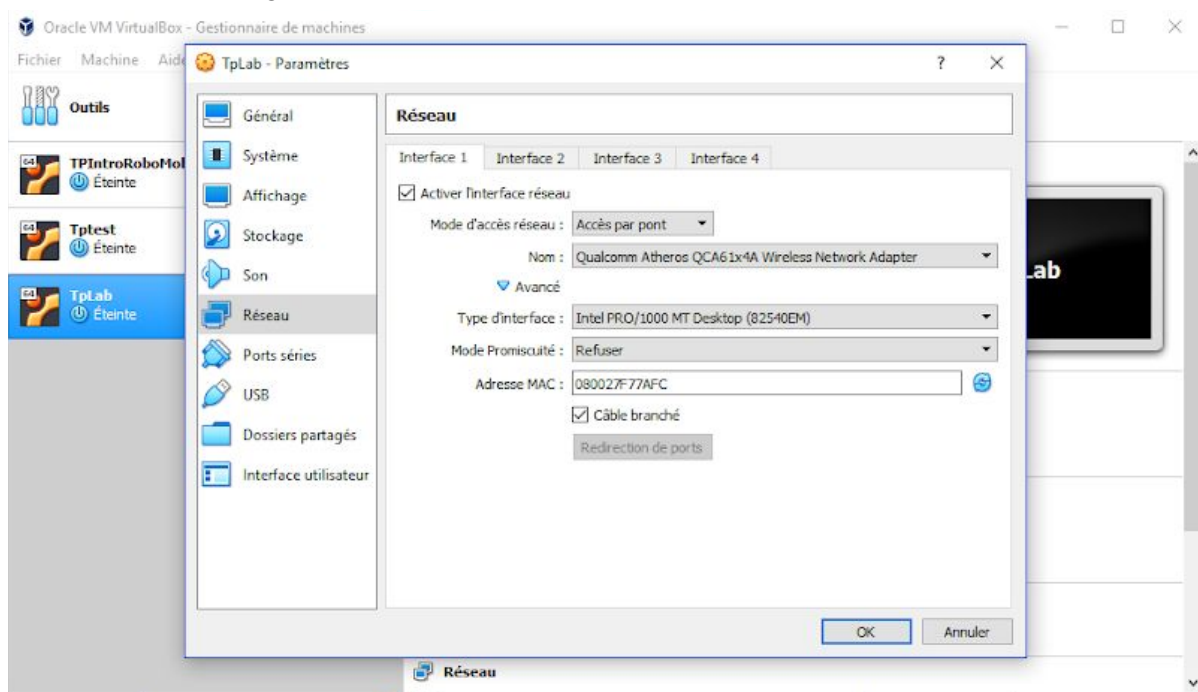 Oracle VM VirtualBox - Gestionnaire de machines
Fichier Machine Aide
TpLab - Paramètres
?
Outils
64
TPIntroRoboMol
Éteinte
64
Tptest
Éteinte
64
TpLab
Éteinte
Général
Système
Affichage
Stockage
Son
Réseau
Ports séries
USB
Dossiers partagés
Interface utilisateur
Réseau
Interface 1 Interface 2 Interface 3 Interface 4
Activer l'interface réseau
Mode d'accès réseau : Accès par pont
Nom : Qualcomm Atheros QCA61x4A Wireless Network Adapter
Avancé
Type d'interface : Intel PRO/1000 MT Desktop (82540EM)
Mode Promiscuité : Refuser
Adresse MAC : 080027F77AFC
Câble branché
Redirection de ports
OK Annuler
Lab
Réseau